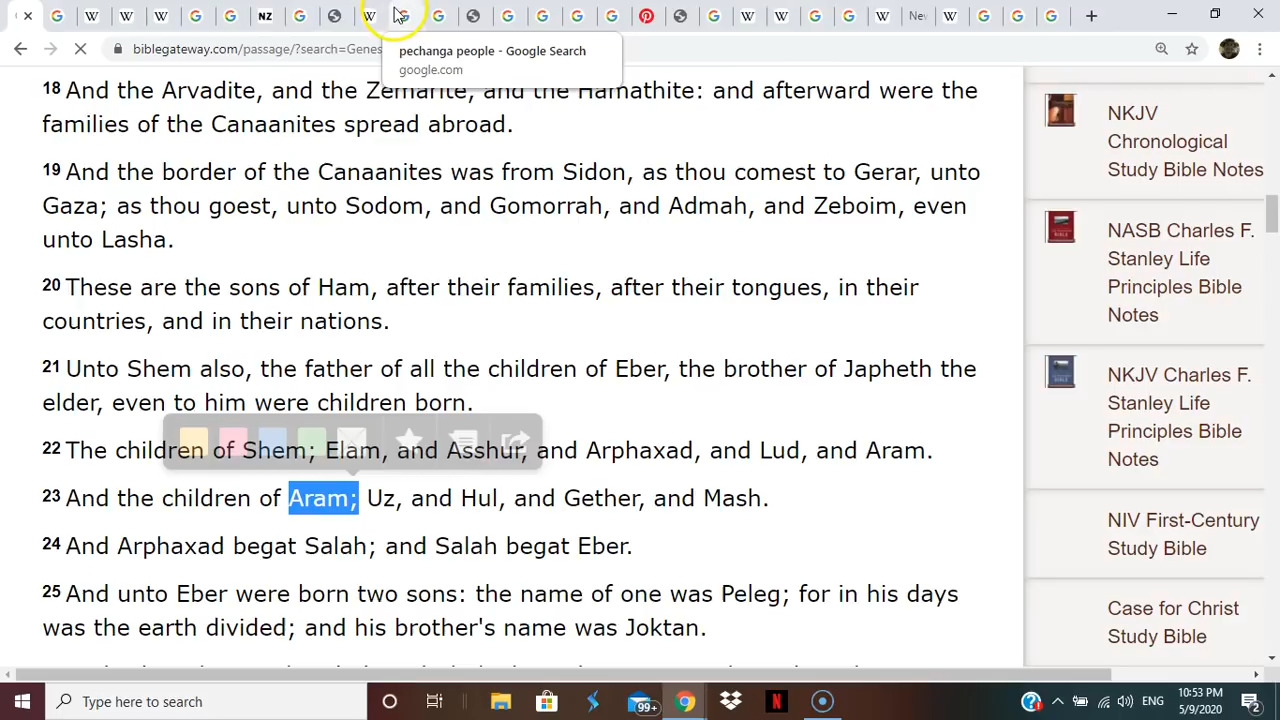 NZ
New
biblegateway.com/passage/?search=Genes
pechanga people - Google Search
google.com
18 And the Arvadite, and the Zemarite, and the Hamathite: and afterward were the
families of the Canaanites spread abroad.
19 And the border of the Canaanites was from Sidon, as thou comest to Gerar, unto
Gaza; as thou goest, unto Sodom, and Gomorrah, and Admah, and Zeboim, even
unto Lasha.
20 These are the sons of Ham, after their families, after their tongues, in their
countries, and in their nations.
21 Unto Shem also, the father of all the children of Eber, the brother of Japheth the
elder, even to him were children born.
22 The children of Shem; Elam, and Asshur, and Arphaxad, and Lud, and Aram.
23 And the children of Aram; Uz, and Hul, and Gether, and Mash.
24 And Arphaxad begat Salah; and Salah begat Eber.
25 And unto Eber were born two sons: the name of one was Peleg; for in his days
was the earth divided; and his brother's name was Joktan.
NKJV
Chronological
Study Bible Notes
NASB Charles F.
Stanley Life
Principles Bible
Notes
NKJV Charles F.
Stanley Life
Principles Bible
Notes
NIV First-Century
Study Bible
Case for Christ
Study Bible
Type here to search
99+
ENG
10:53 PM
5/9/2020
2